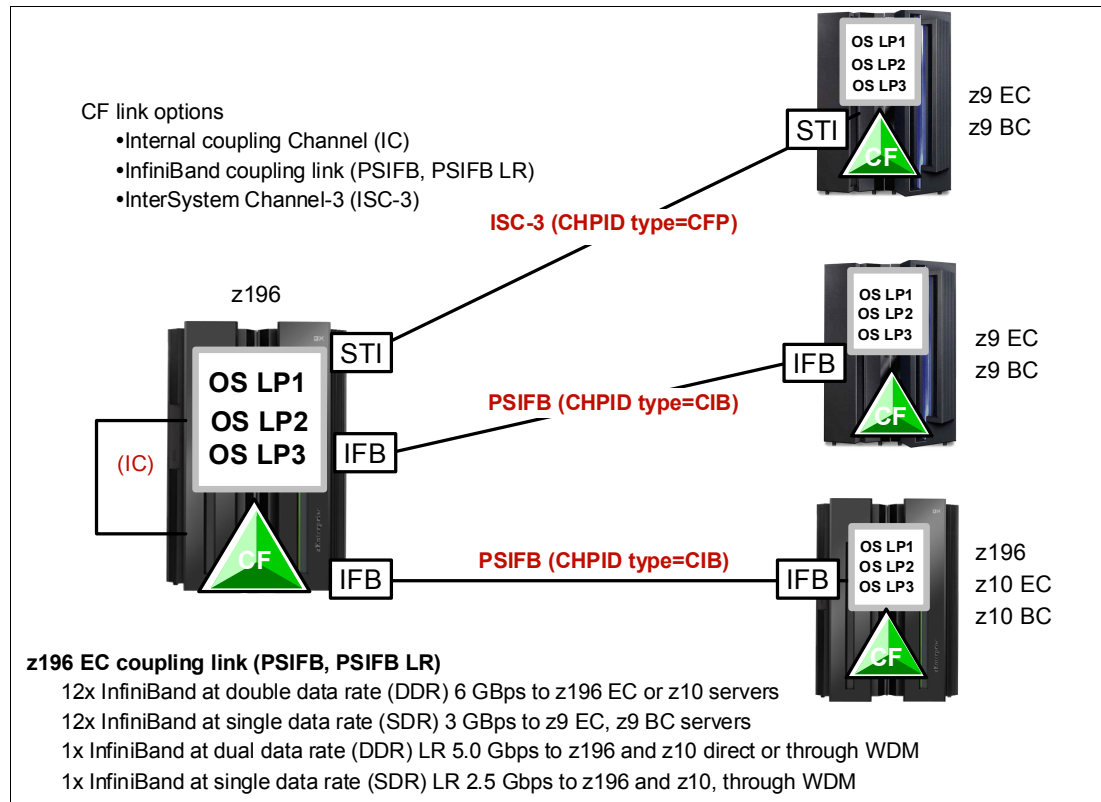 CF link options
•Internal coupling Channel (IC)
•InfiniBand coupling link (PSIFB, PSIFB LR)
•InterSystem Channel-3 (ISC-3)
OS LP1
OS LP2
OS LP3
STI
CF
z9 EC
z9 BC
ISC-3 (CHPID type=CFP)
z196
STI
OS LP1
OS LP2
OS LP3
(IC)
IFB
CF
IFB
zEnterprise
PSIFB (CHPID type=CIB)
OS LP1
OS LP2
OS LP3
IFB
CF
z9 EC
z9 BC
PSIFB (CHPID type=CIB)
IFB
OS LP1
OS LP2
OS LP3
CF
z196
z10 EC
z10 BC
z196 EC coupling link (PSIFB, PSIFB LR)
12x InfiniBand at double data rate (DDR) 6 GBps to z196 EC or z10 servers
12x InfiniBand at single data rate (SDR) 3 GBps to z9 EC, z9 BC servers
1x InfiniBand at dual data rate (DDR) LR 5.0 Gbps to z196 and z10 direct or through WDM
1x InfiniBand at single data rate (SDR) LR 2.5 Gbps to z196 and z10, through WDM